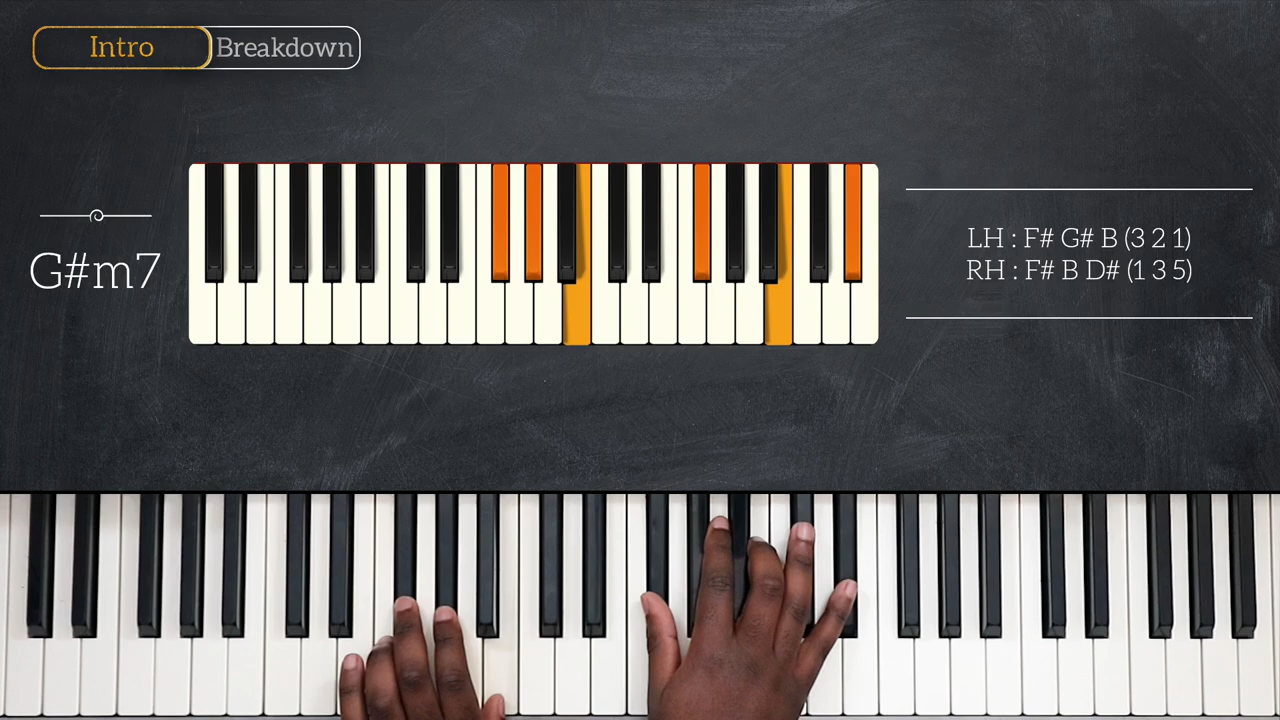 Intro
Breakdown
G#m7
LH : F# G# B (3 2 1)
RH : F# B D# (1 3 5)